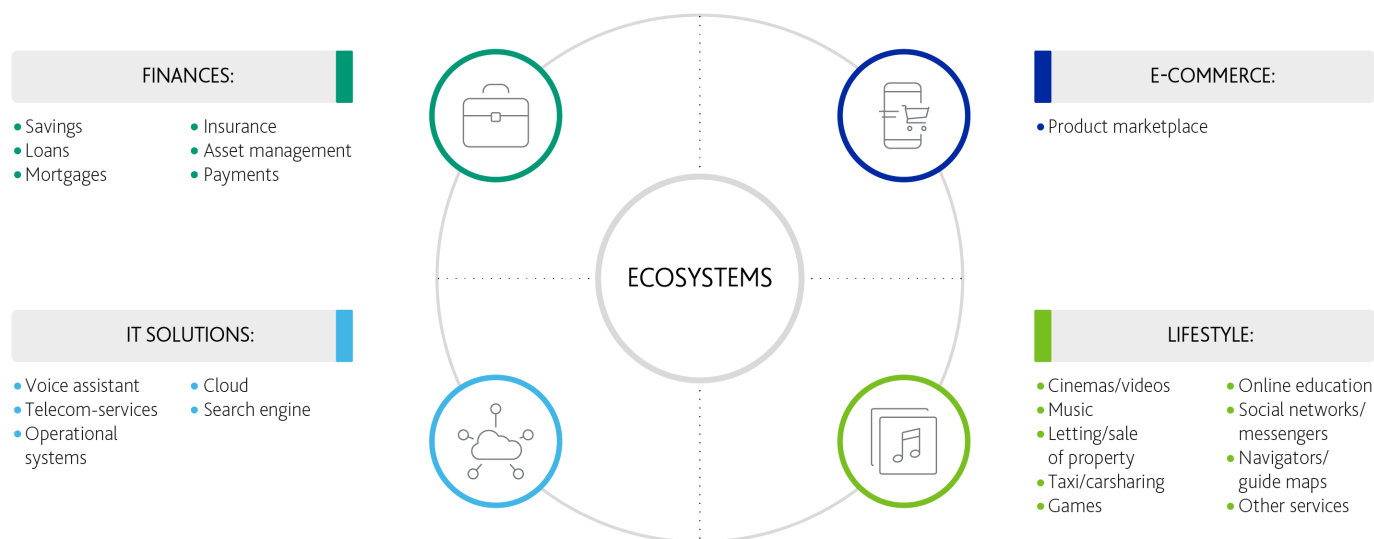 FINANCES:
• Savings
• Loans
• Mortgages
• Insurance
• Asset management
• Payments
E-COMMERCE:
• Product marketplace
ECOSYSTEMS
IT SOLUTIONS:
• Voice assistant
• Telecom-services
• Operational
systems
• Cloud
• Search engine
LIFESTYLE:
• Cinemas/videos
• Music
• Letting/sale
of property
• Taxi/carsharing
• Games
• Online education
• Social networks/
messengers
• Navigators/
guide maps
• Other services